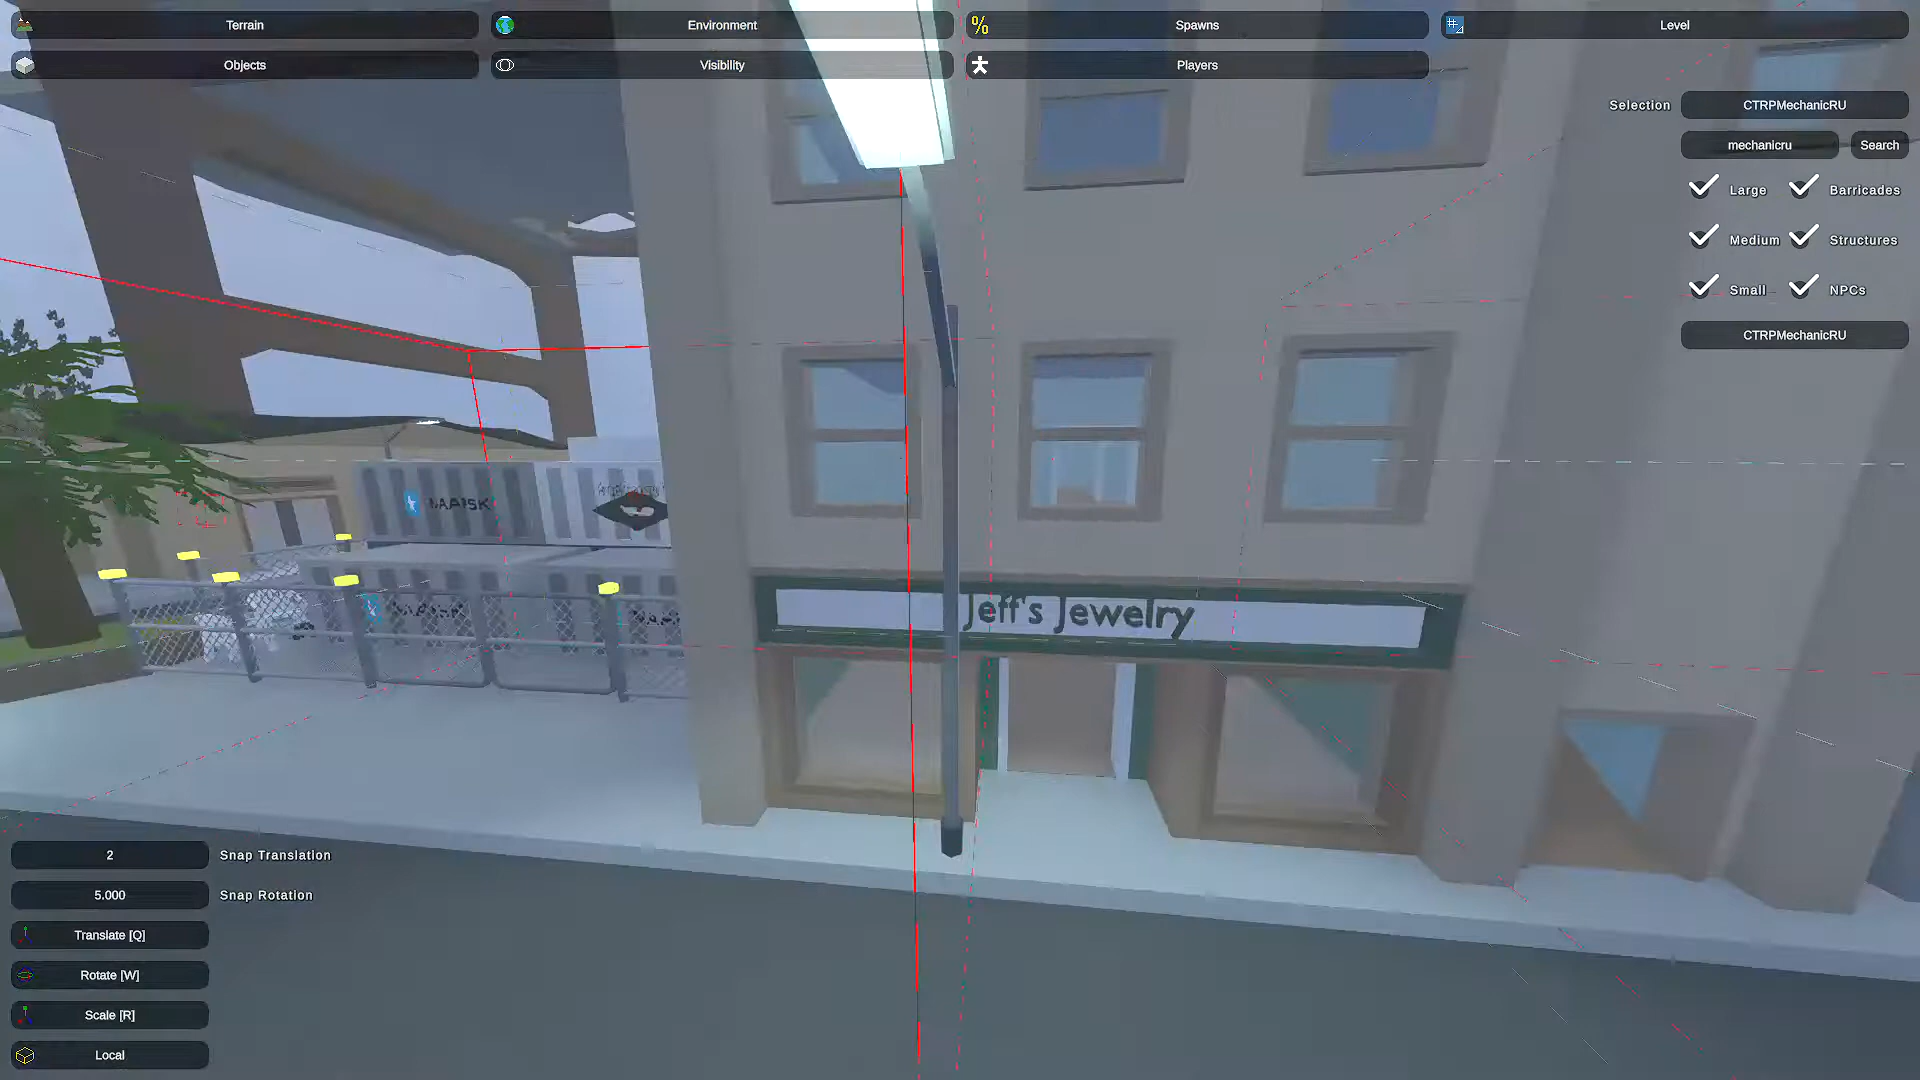 Terrain
Environment
Spawns
Level
Objects
Visibility
Players
Selection
CTRPMechanicRU
mechanicru
Search
Large
Barricades
Medium
Structures
Small
NPCs
CTRPMechanicRU
Jeff's Jewelry
2
Snap Translation
5.000
Snap Rotation
Translate [Q]
Rotate [W]
Scale [R]
Local